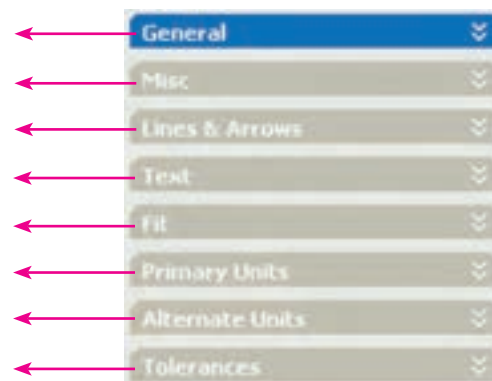 General
Misc
Lines & Arrows
Text
Fit
Primary Units
Alternate Units
Tolerances